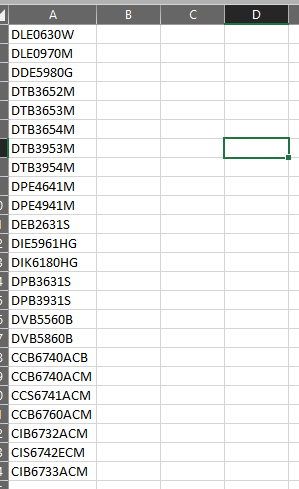 A B C D
DLE0630W
DLE0970M
DDE5980G
DTB3652M
DTB3653M
DTB3654M
DTB3953M
DTB3954M
DPE4641M
DPE4941M
DEB2631S
DIE5961HG
DIK6180HG
DPB3631S
DPB3931S
DVB5560B
DVB5860B
CCB6740ACB
CCB6740ACM
CCS6741ACM
CCB6760ACM
CIB6732ACM
CIS6742ECM
CIB6733ACM